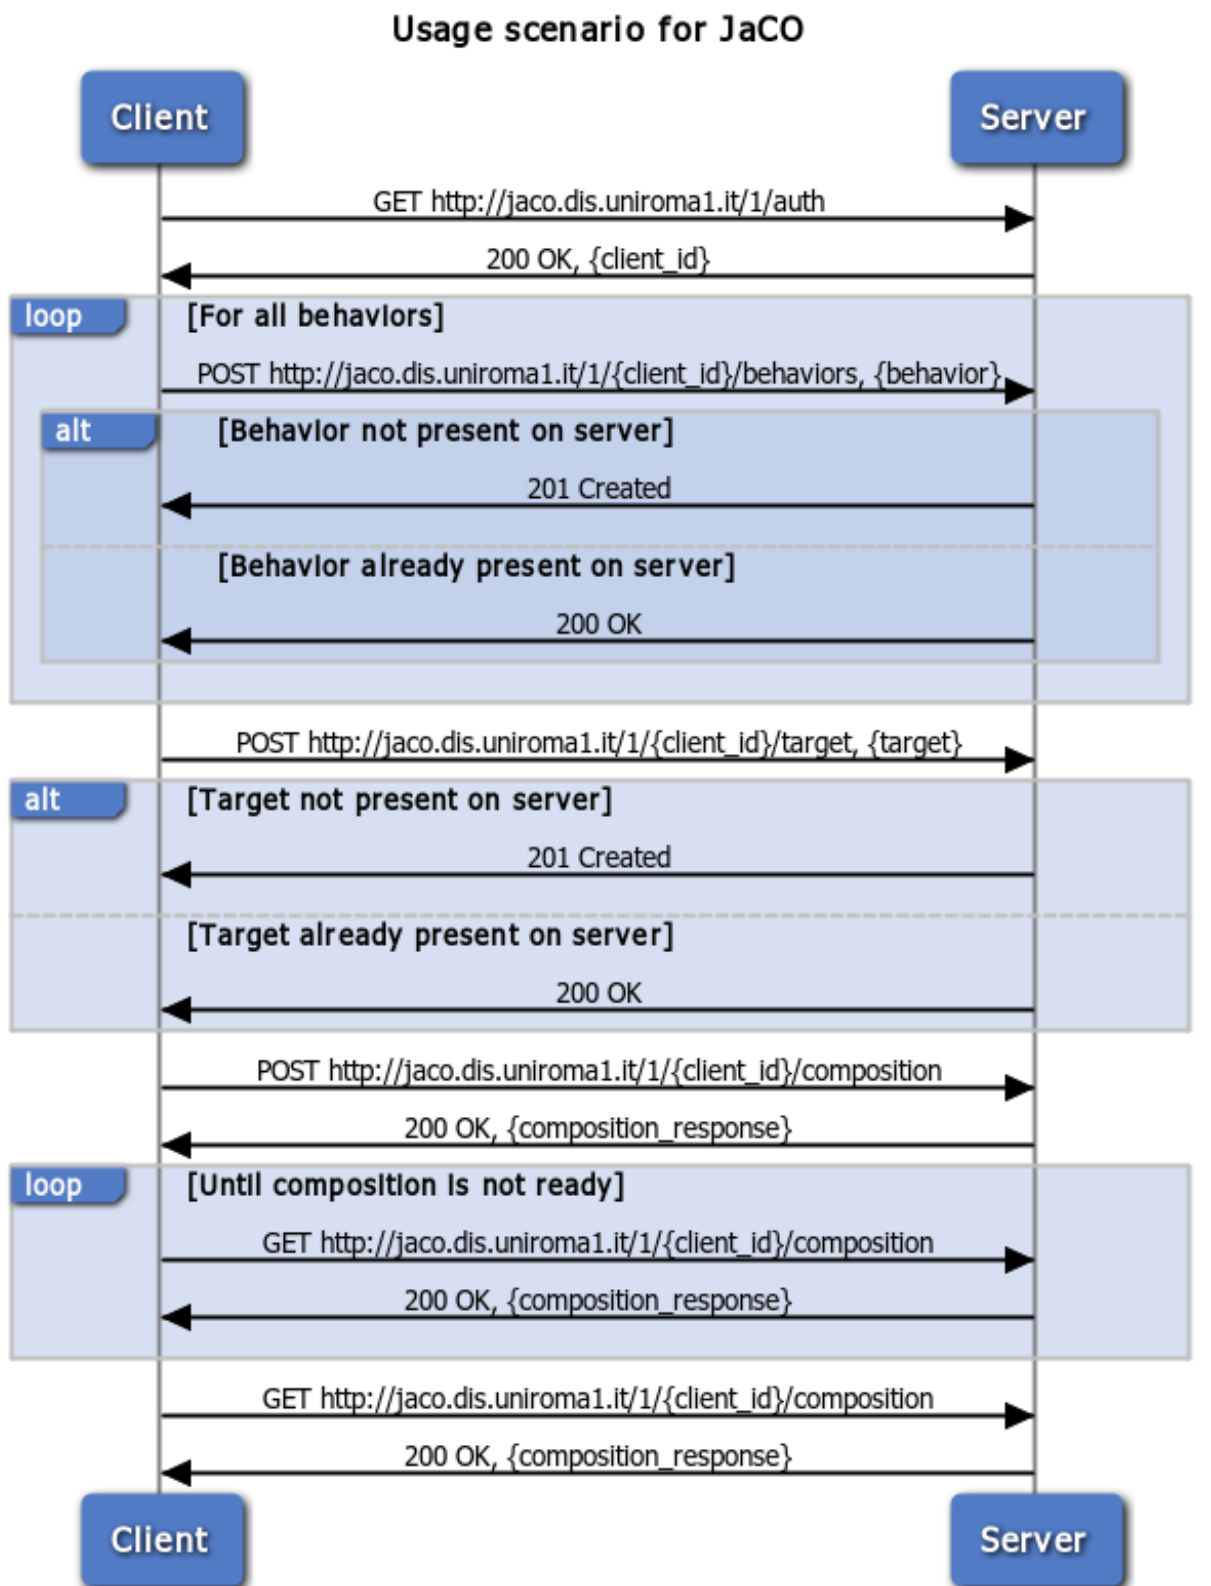 Usage scenario for JaCO
Client
Server
GET http://jaco.dis.uniroma1.it/1/auth
200 OK, {client_id}
loop
[For all behaviors]
POST http://jaco.dis.uniroma1.it/1/{client_id}/behaviors, {behavior}
alt
[Behavior not present on server]
201 Created
[Behavior already present on server]
200 OK
POST http://jaco.dis.uniroma1.it/1/{client_id}/target, {target}
alt
[Target not present on server]
201 Created
[Target already present on server]
200 OK
POST http://jaco.dis.uniroma1.it/1/{client_id}/composition
200 OK, {composition_response}
loop
[Until composition is not ready]
GET http://jaco.dis.uniroma1.it/1/{client_id}/composition
200 OK, {composition_response}
GET http://jaco.dis.uniroma1.it/1/{client_id}/composition
200 OK, {composition_response}
Client
Server